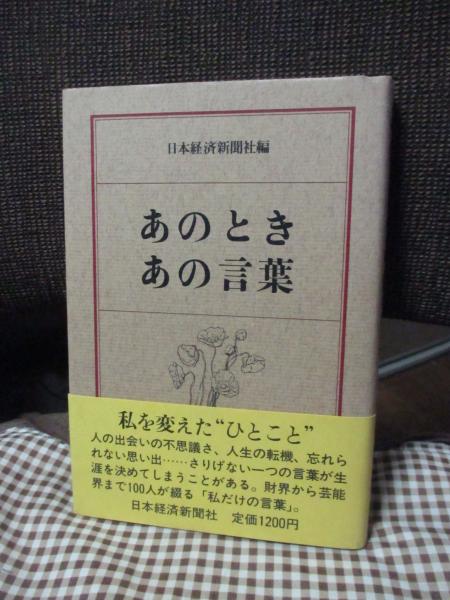 日本経済新聞社編
あのとき
あの言葉
私を変えた“ひとこと”
人の出会いの不思議さ、人生の転機、忘れら
れない思い出……さりげない一つの言葉が生
涯を決めてしまうことがある。財界から芸能
界まで100人が綴る「私だけの言葉」。
日本経済新聞社 定価1200円